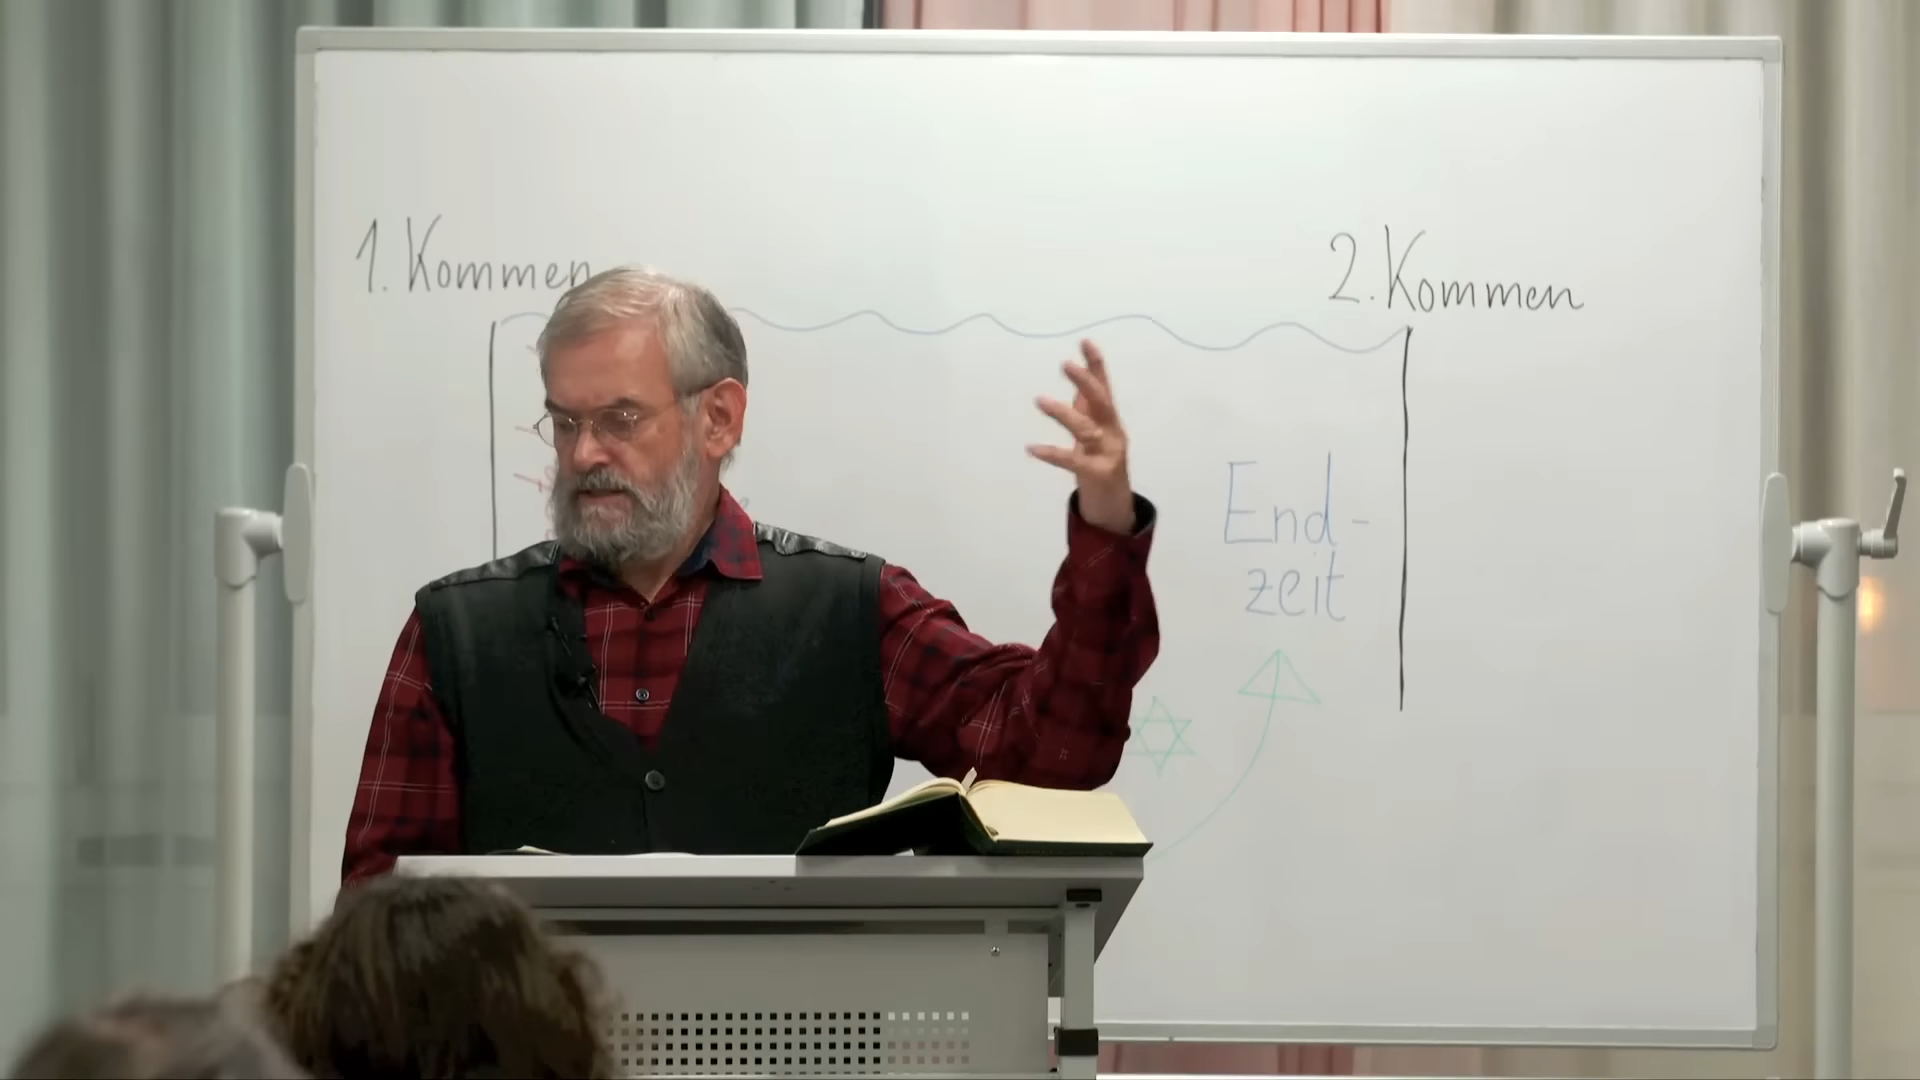 1. Kommen
2. Kommen
End-
zeit